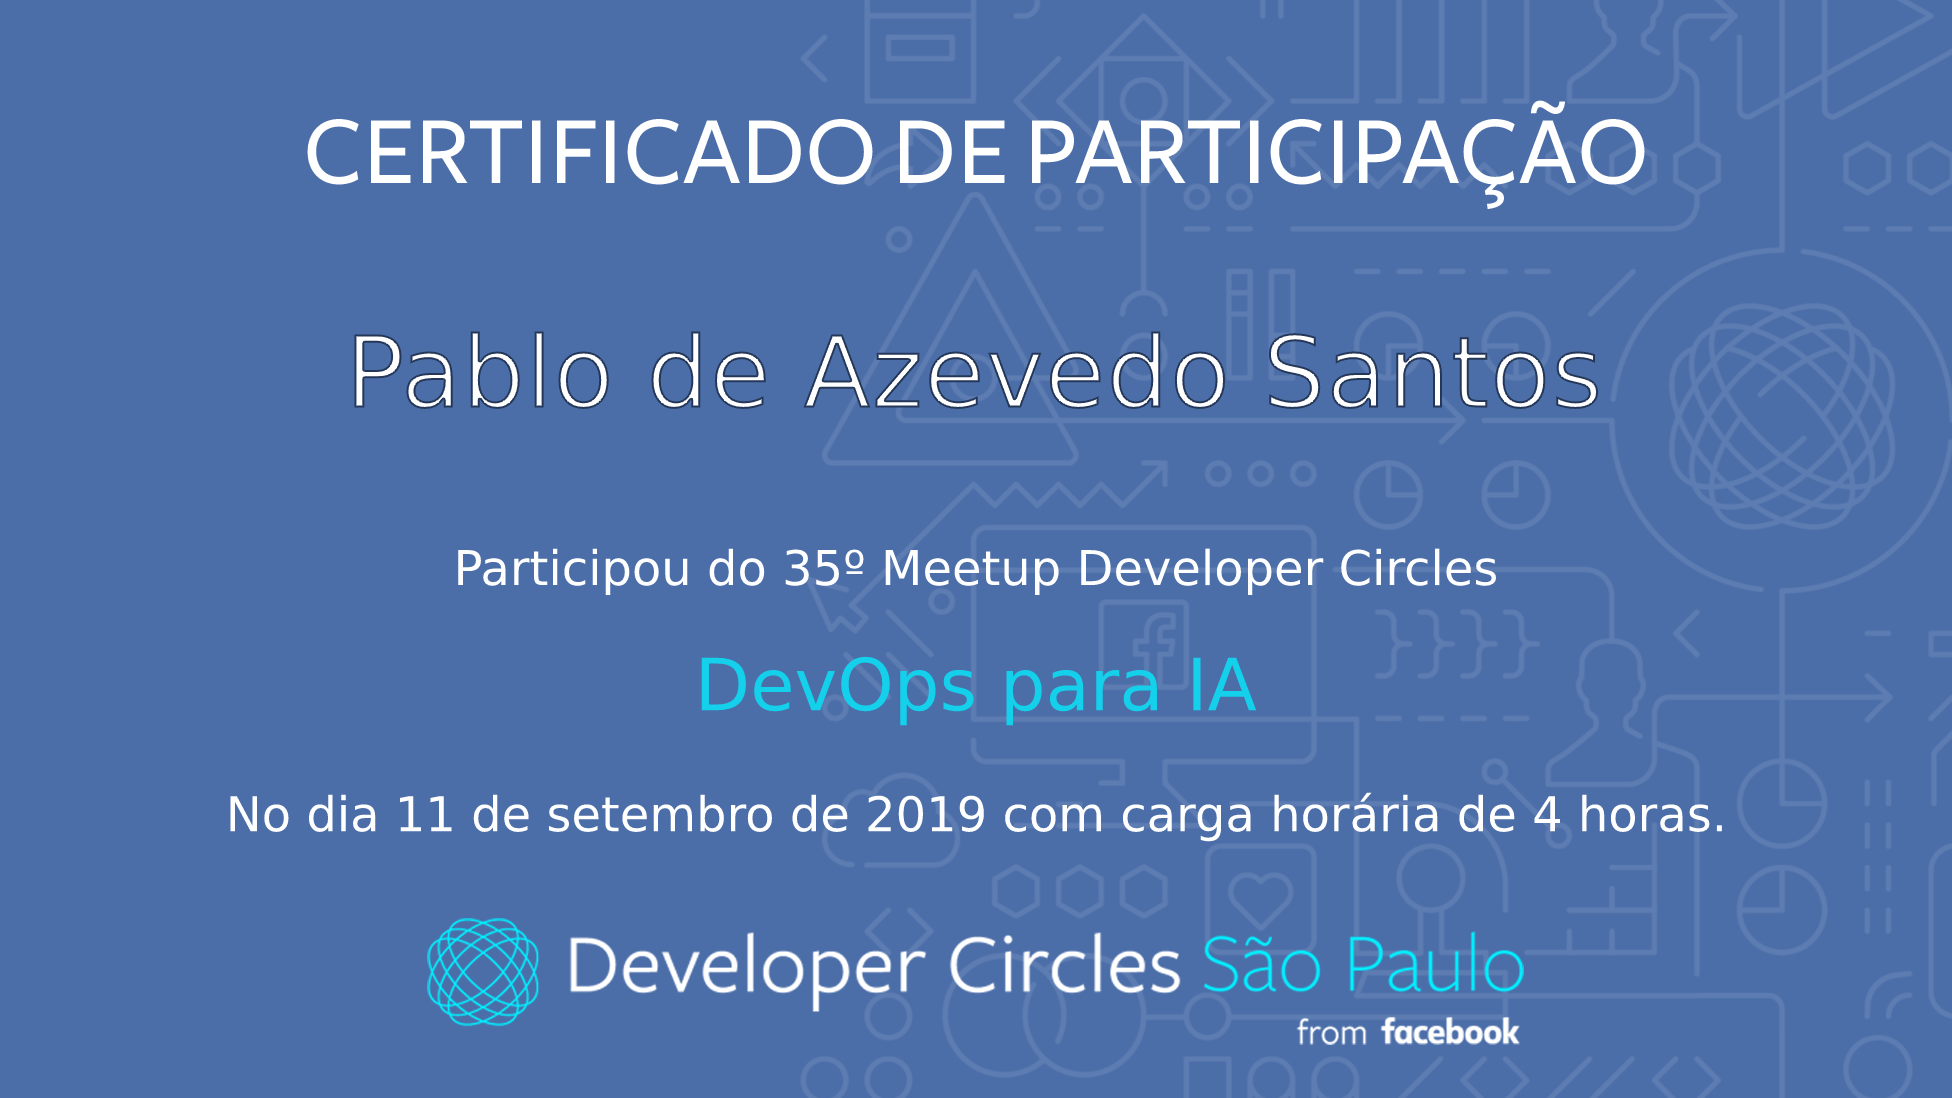 CERTIFICADO DE PARTICIPAÇÃO
Pablo de Azevedo Santos
Participou do 35º Meetup Developer Circles
DevOps para IA
No dia 11 de setembro de 2019 com carga horária de 4 horas.
Developer Circles São Paulo
from facebook